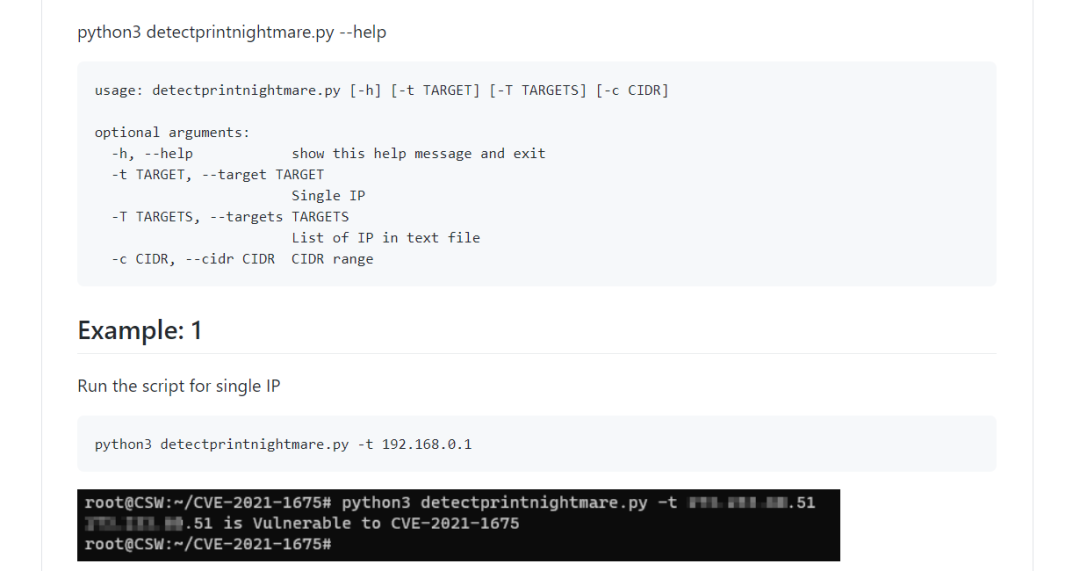 python3 detectprintnightmare.py --help
usage: detectprintnightmare.py [-h] [-t TARGET] [-T TARGETS] [-c CIDR]
optional arguments:
-h, --help show this help message and exit
-t TARGET, --target TARGET
Single IP
-T TARGETS, --targets TARGETS
List of IP in text file
-c CIDR, --cidr CIDR CIDR range
Example: 1
Run the script for single IP
python3 detectprintnightmare.py -t 192.168.0.1
root@CSW:~/CVE-2021-1675# python3 detectprintnightmare.py -t .51
.51 is Vulnerable to CVE-2021-1675
root@CSW:~/CVE-2021-1675#